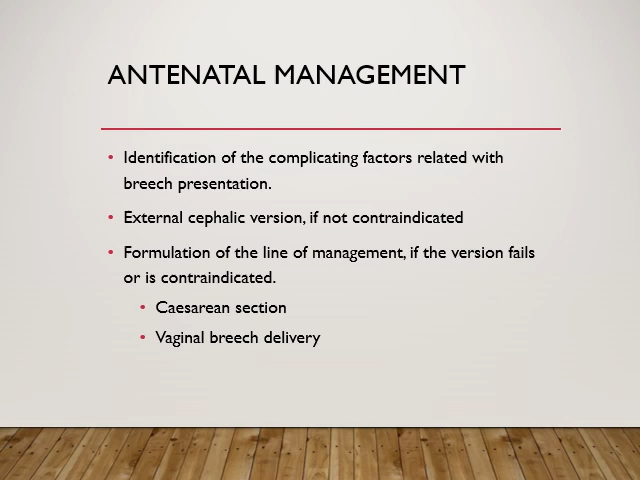 ANTENATAL MANAGEMENT
• Identification of the complicating factors related with
breech presentation.
• External cephalic version, if not contraindicated
• Formulation of the line of management, if the version fails
or is contraindicated.
• Caesarean section
• Vaginal breech delivery